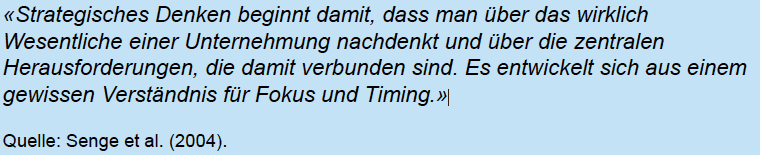 «Strategisches Denken beginnt damit, dass man über das wirklich
Wesentliche einer Unternehmung nachdenkt und über die zentralen
Herausforderungen, die damit verbunden sind. Es entwickelt sich aus einem
gewissen Verständnis für Fokus und Timing.»
Quelle: Senge et al. (2004).